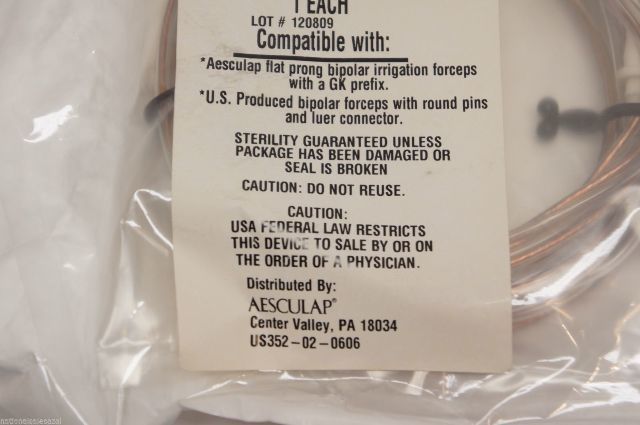 1 EACH
LOT # 120809
Compatible with:
*Aesculap flat prong bipolar irrigation forceps
with a GK prefix.
*U.S. Produced bipolar forceps with round pins
and luer connector.
STERILITY GUARANTEED UNLESS
PACKAGE HAS BEEN DAMAGED OR
SEAL IS BROKEN
CAUTION: DO NOT REUSE.
CAUTION:
USA FEDERAL LAW RESTRICTS
THIS DEVICE TO SALE BY OR ON
THE ORDER OF A PHYSICIAN.
Distributed By:
AESCULAP®
Center Valley, PA 18034
US352-02-0606